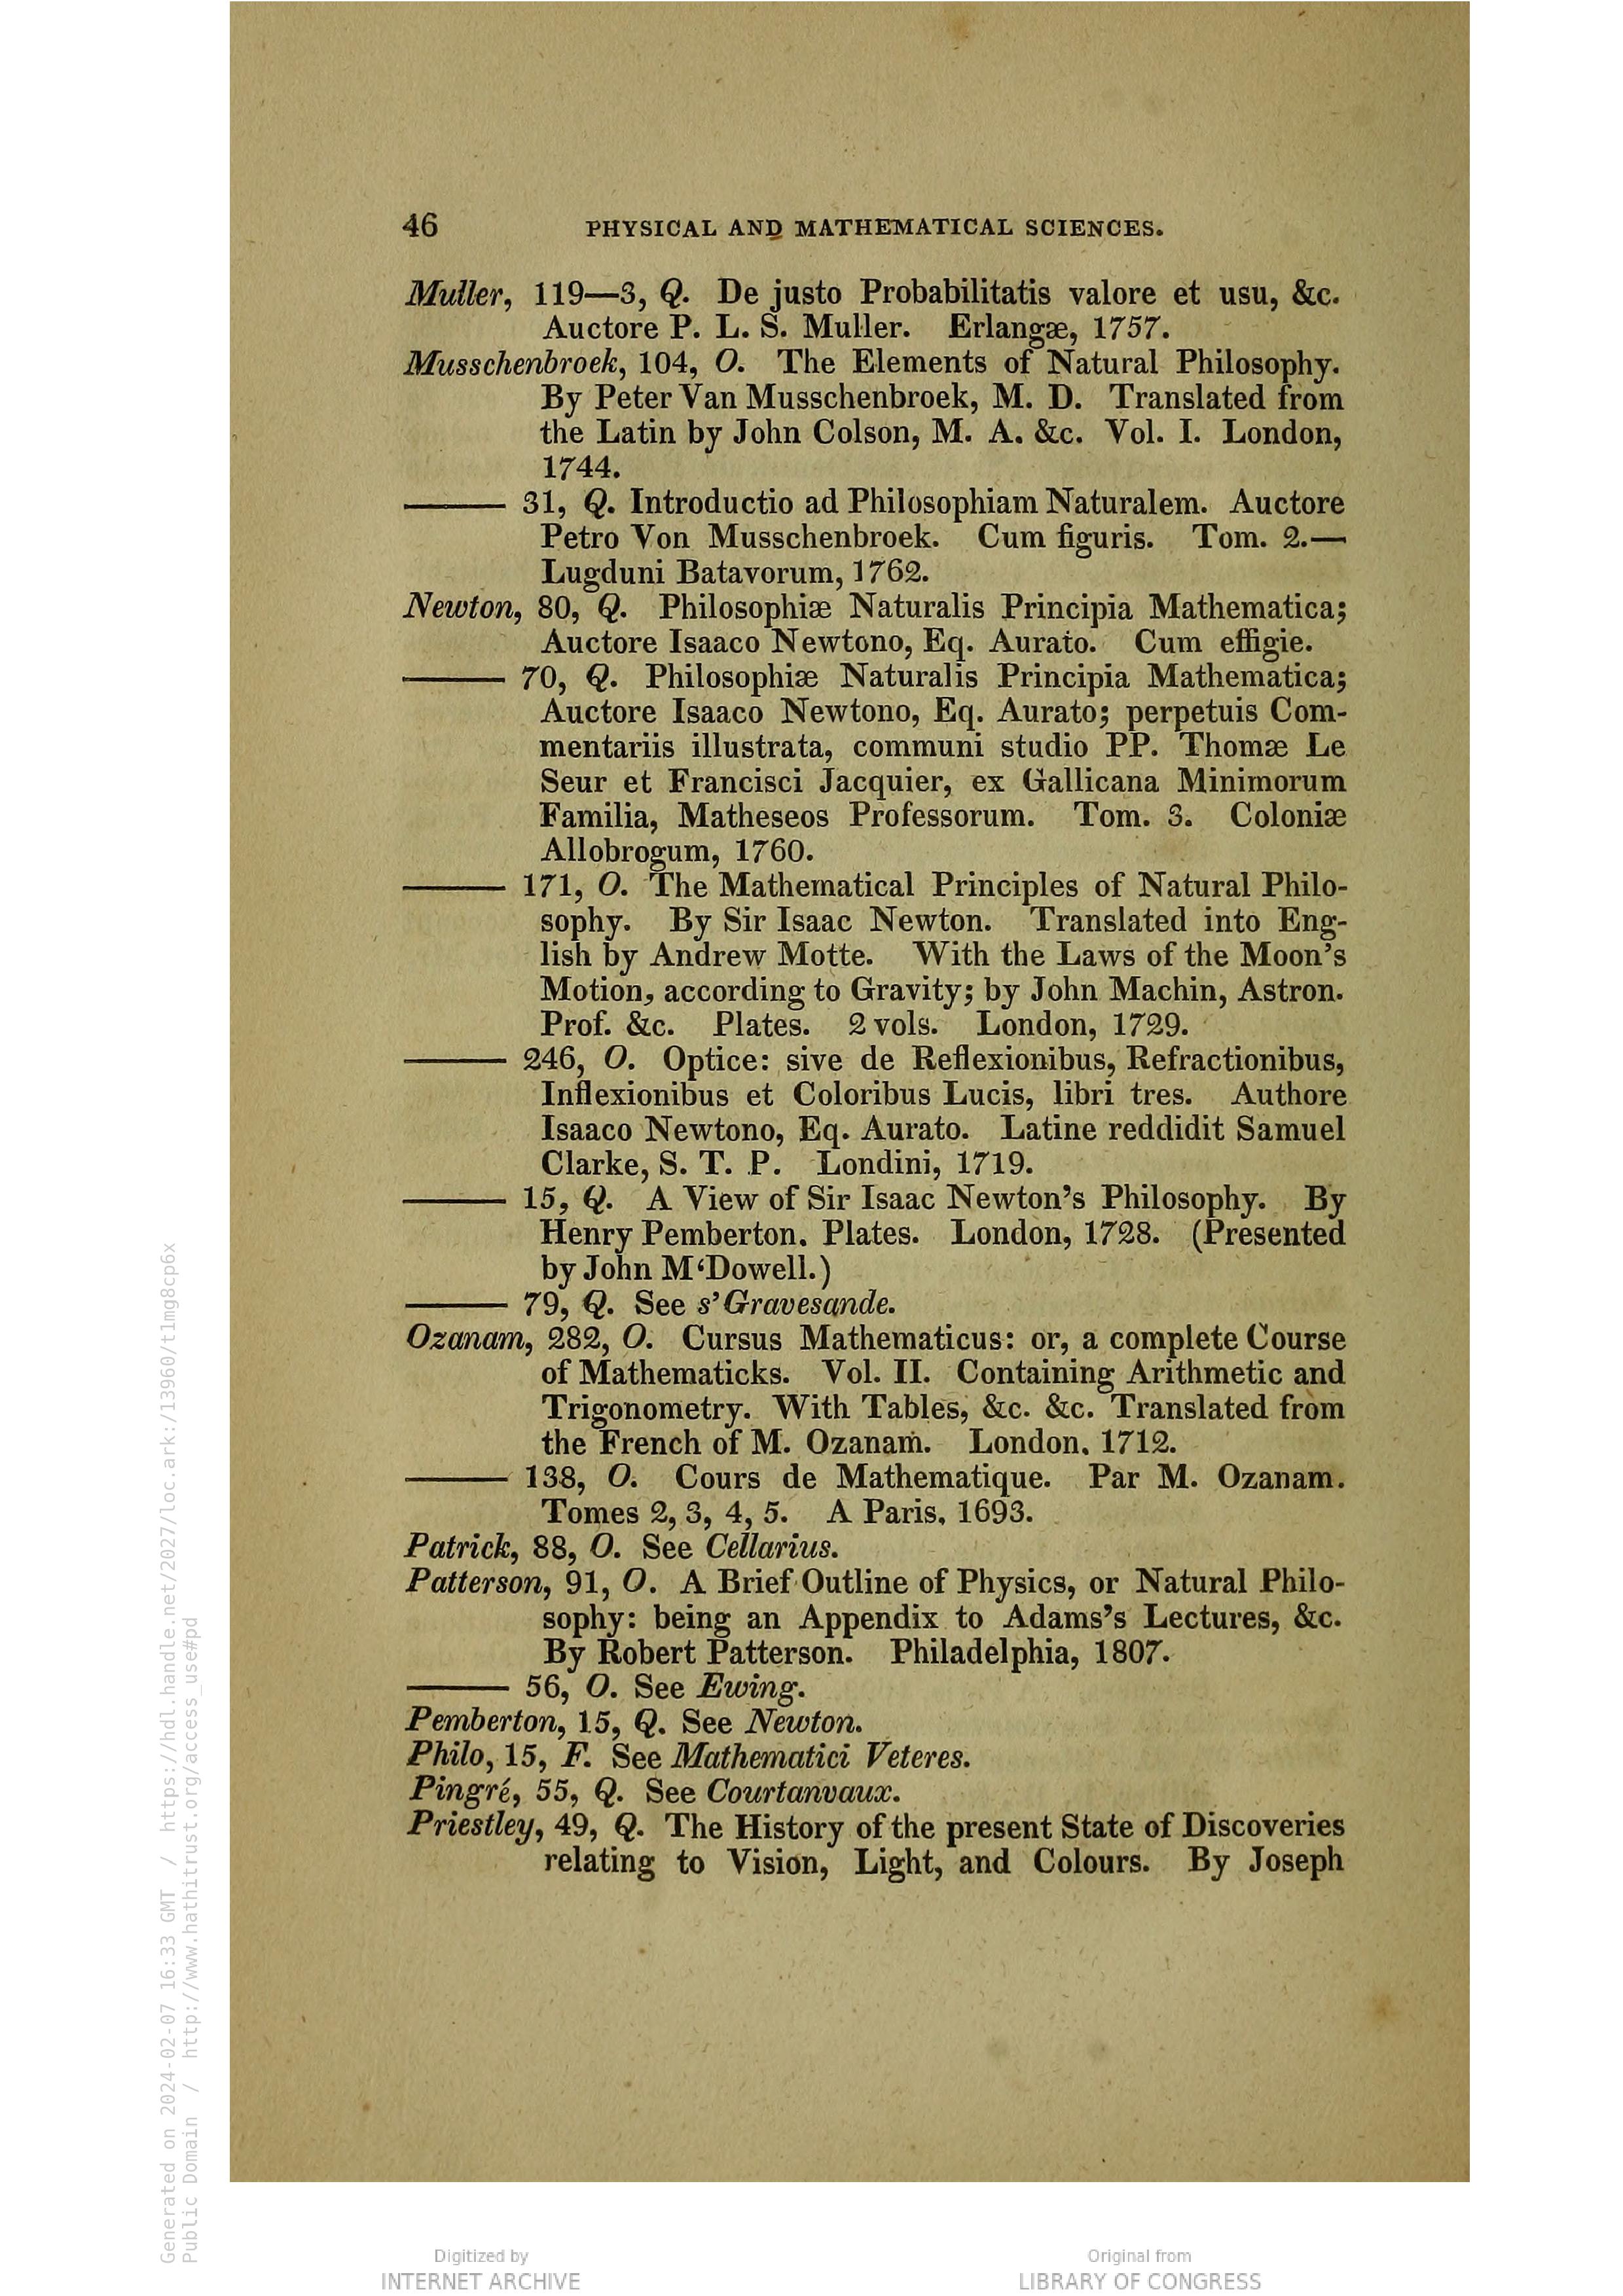 46 PHYSICAL AND MATHEMATICAL SCIENCES.
Muller, 119—3, Q. De justo Probabilitatis valore et usu, &c.
Auctore P. L. S. Muller. Erlangæ, 1757.
Musschenbroek, 104, O. The Elements of Natural Philosophy.
By Peter Van Musschenbroek, M. D. Translated from
the Latin by John Colson, M. A. &c. Vol. I. London,
1744.
——— 31, Q. Introductio ad Philosophiam Naturalem. Auctore
Petro Von Musschenbroek. Cum figuris. Tom. 2.—
Lugduni Batavorum, 1762.
Newton, 80, Q. Philosophiæ Naturalis Principia Mathematica;
Auctore Isaaco Newtono, Eq. Aurato. Cum effigie.
——— 70, Q. Philosophiæ Naturalis Principia Mathematica;
Auctore Isaaco Newtono, Eq. Aurato; perpetuis Com-
mentariis illustrata, communi studio PP. Thomæ Le
Seur et Francisci Jacquier, ex Gallicana Minimorum
Familia, Matheseos Professorum. Tom. 3. Coloniæ
Allobrogum, 1760.
——— 171, O. The Mathematical Principles of Natural Philo-
sophy. By Sir Isaac Newton. Translated into Eng-
lish by Andrew Motte. With the Laws of the Moon's
Motion, according to Gravity; by John Machin, Astron.
Prof. &c. Plates. 2 vols. London, 1729.
——— 246, O. Optice: sive de Reflexionibus, Refractionibus,
Inflexionibus et Coloribus Lucis, libri tres. Authore
Isaaco Newtono, Eq. Aurato. Latine reddidit Samuel
Clarke, S. T. P. Londini, 1719.
——— 15, Q. A View of Sir Isaac Newton's Philosophy. By
Henry Pemberton. Plates. London, 1728. (Presented
by John M‘Dowell.)
——— 79, Q. See s'Gravesande.
Ozanam, 282, O. Cursus Mathematicus: or, a complete Course
of Mathematicks. Vol. II. Containing Arithmetic and
Trigonometry. With Tables, &c. &c. Translated from
the French of M. Ozanam. London. 1712.
——— 138, O. Cours de Mathematique. Par M. Ozanam.
Tomes 2, 3, 4, 5. A Paris. 1693.
Patrick, 88, O. See Cellarius.
Patterson, 91, O. A Brief Outline of Physics, or Natural Philo-
sophy: being an Appendix to Adams's Lectures, &c.
By Robert Patterson. Philadelphia, 1807.
——— 56, O. See Ewing.
Pemberton, 15, Q. See Newton.
Philo, 15, F. See Mathematici Veteres.
Pingré, 55, Q. See Courtanvaux.
Priestley, 49, Q. The History of the present State of Discoveries
relating to Vision, Light, and Colours. By Joseph
Generated on 2024-02-07 16:33 GMT / https://hdl.handle.net/2027/loc.ark:/13960/t1mg8cp6x
Public Domain / http://www.hathitrust.org/access_use#pd
Digitized by
INTERNET ARCHIVE
Original from
LIBRARY OF CONGRESS